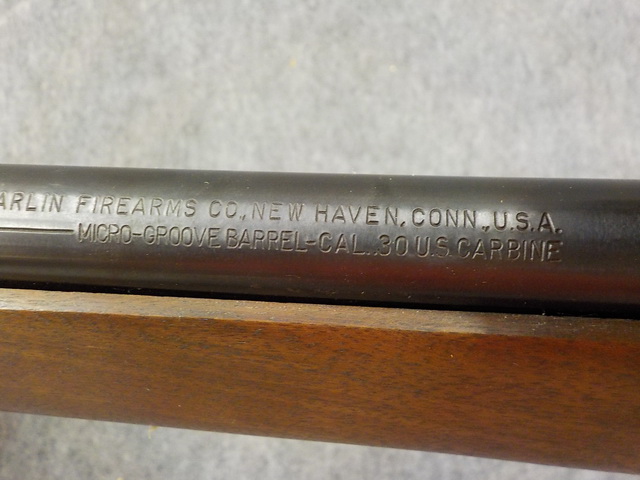 ARLIN FIREARMS CO., NEW HAVEN, CONN., U.S.A.
MICRO-GROOVE BARREL-CAL..30 U.S. CARBINE